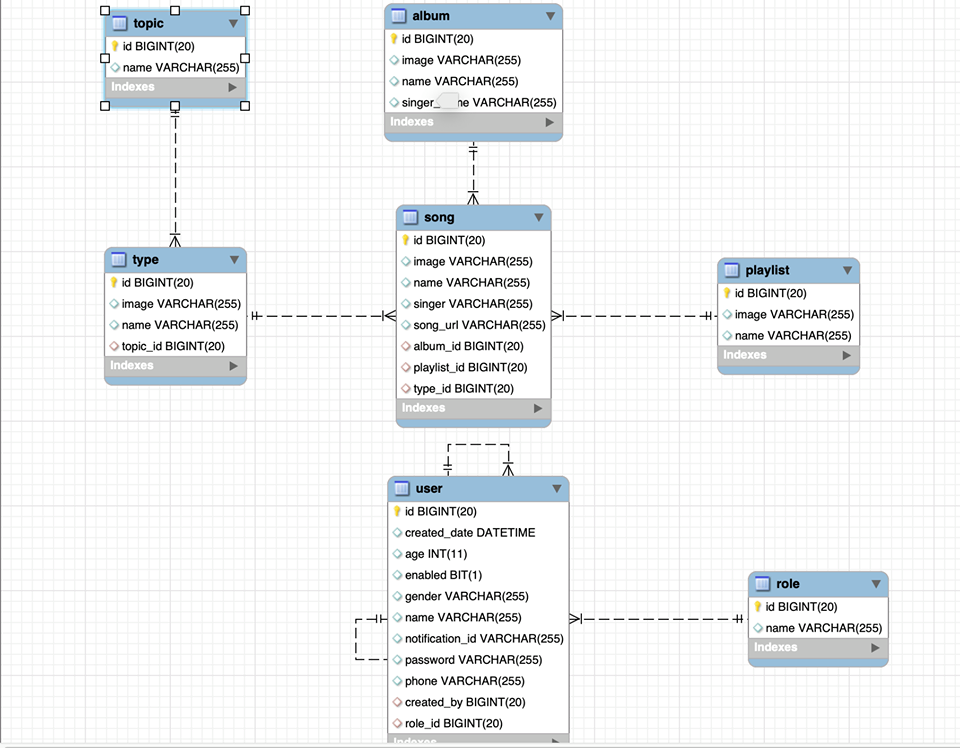 topic
id BIGINT(20)
name VARCHAR(255)
Indexes
album
id BIGINT(20)
image VARCHAR(255)
name VARCHAR(255)
VARCHAR(255)
Indexes
song
id BIGINT(20)
image VARCHAR(255)
name VARCHAR(255)
singer VARCHAR(255)
song_url VARCHAR(255)
album_id BIGINT(20)
playlist_id BIGINT(20)
type_id BIGINT(20)
Indexes
type
id BIGINT(20)
image VARCHAR(255)
name VARCHAR(255)
topic_id BIGINT(20)
Indexes
playlist
id BIGINT(20)
image VARCHAR(255)
name VARCHAR(255)
Indexes
user
id BIGINT(20)
created_date DATETIME
age INT(11)
enabled BIT(1)
gender VARCHAR(255)
name VARCHAR(255)
notification_id VARCHAR(255)
password VARCHAR(255)
phone VARCHAR(255)
created_by BIGINT(20)
role_id BIGINT(20)
Indexes
role
id BIGINT(20)
name VARCHAR(255)
Indexes